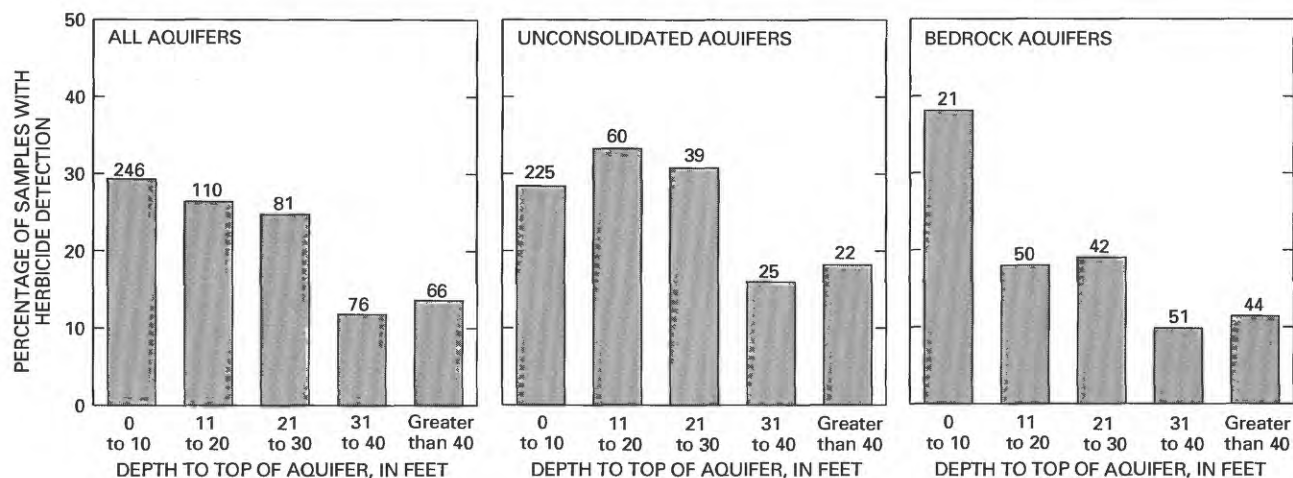 PERCENTAGE OF SAMPLES WITH
HERBICIDE DETECTION
50
40
30
20
10
0
ALL AQUIFERS
246
110
81
76
66
0
to 10
11
to 20
21
to 30
31
to 40
Greater
than 40
DEPTH TO TOP OF AQUIFER, IN FEET
UNCONSOLIDATED AQUIFERS
225
60
39
25
22
0
to 10
11
to 20
21
to 30
31
to 40
Greater
than 40
DEPTH TO TOP OF AQUIFER, IN FEET
BEDROCK AQUIFERS
21
50
42
51
44
0
to 10
11
to 20
21
to 30
31
to 40
Greater
than 40
DEPTH TO TOP OF AQUIFER, IN FEET